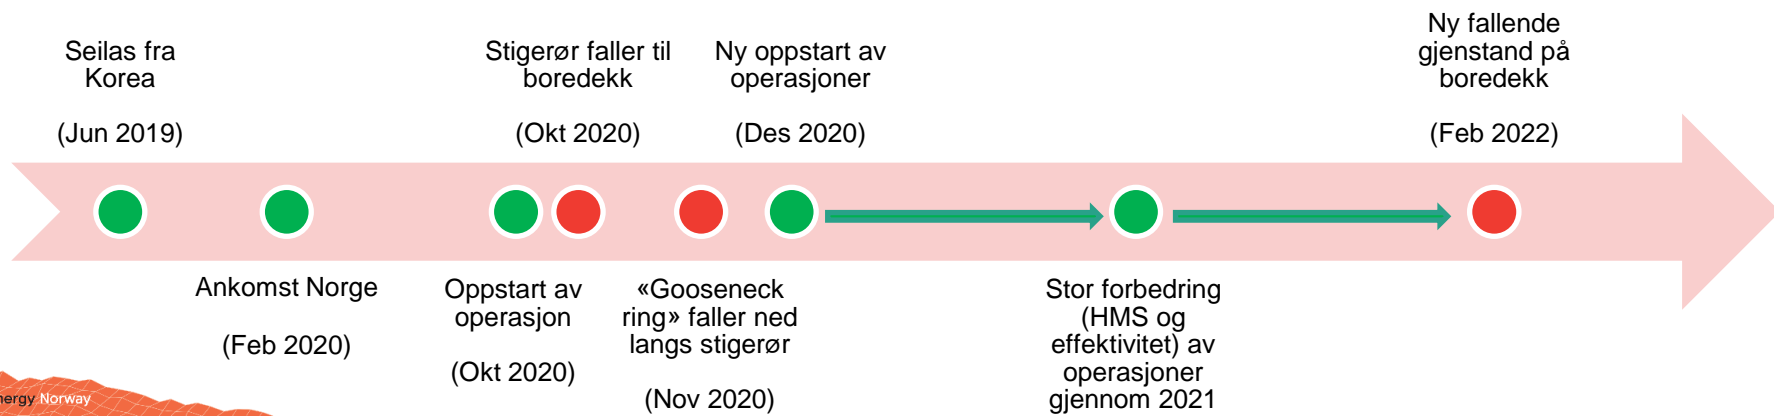 Seilas fra
Korea
(Jun 2019)
Stigerør faller til
boredekk
(Okt 2020)
Ny oppstart av
operasjoner
(Des 2020)
Ny fallende
gjenstand på
boredekk
(Feb 2022)
Ankomst Norge
(Feb 2020)
Oppstart av
operasjon
(Okt 2020)
«Gooseneck
ring» faller ned
langs stigerør
(Nov 2020)
Stor forbedring
(HMS og
effektivitet) av
operasjoner
gjennom 2021
Norway